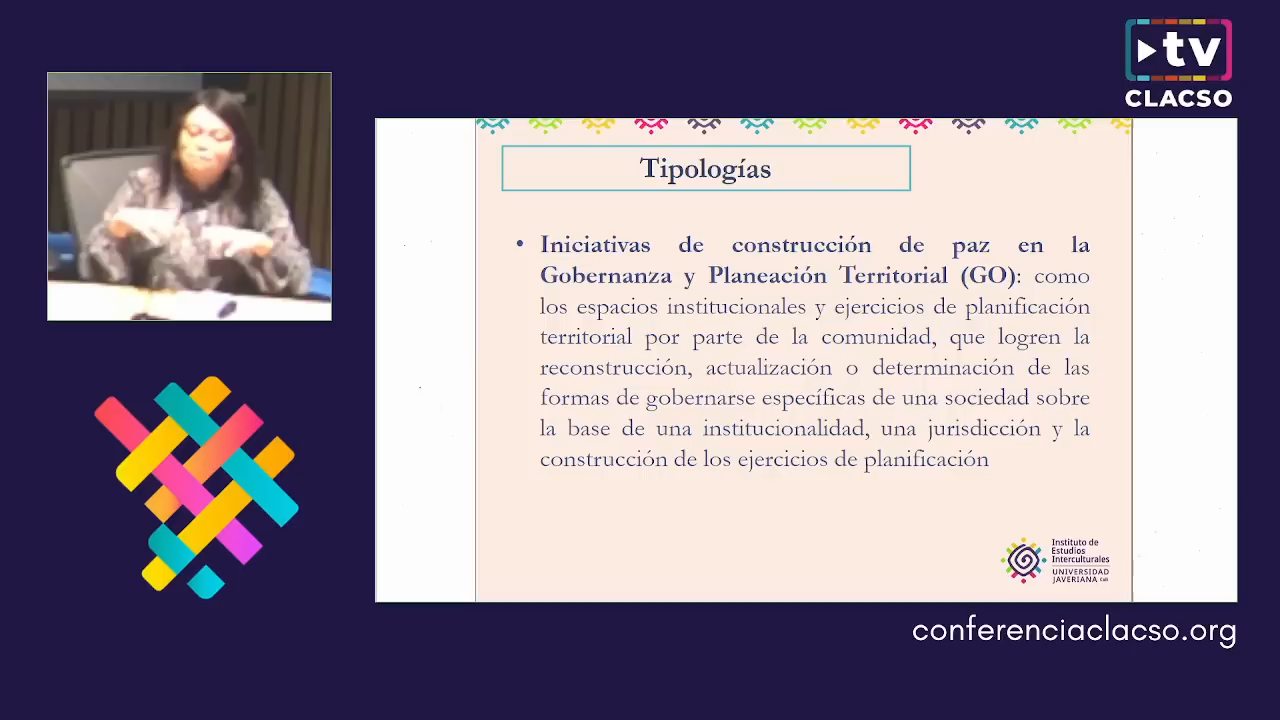 tv
CLACSO
Tipologías
• Iniciativas de construcción de paz en la
Gobernanza y Planeación Territorial (GO): como
los espacios institucionales y ejercicios de planificación
territorial por parte de la comunidad, que logren la
reconstrucción, actualización o determinación de las
formas de gobernarse específicas de una sociedad sobre
la base de una institucionalidad, una jurisdicción y la
construcción de los ejercicios de planificación
Instituto de
Estudios
Interculturales
UNIVERSIDAD
JAVERIANA Cali
conferenciaclacso.org